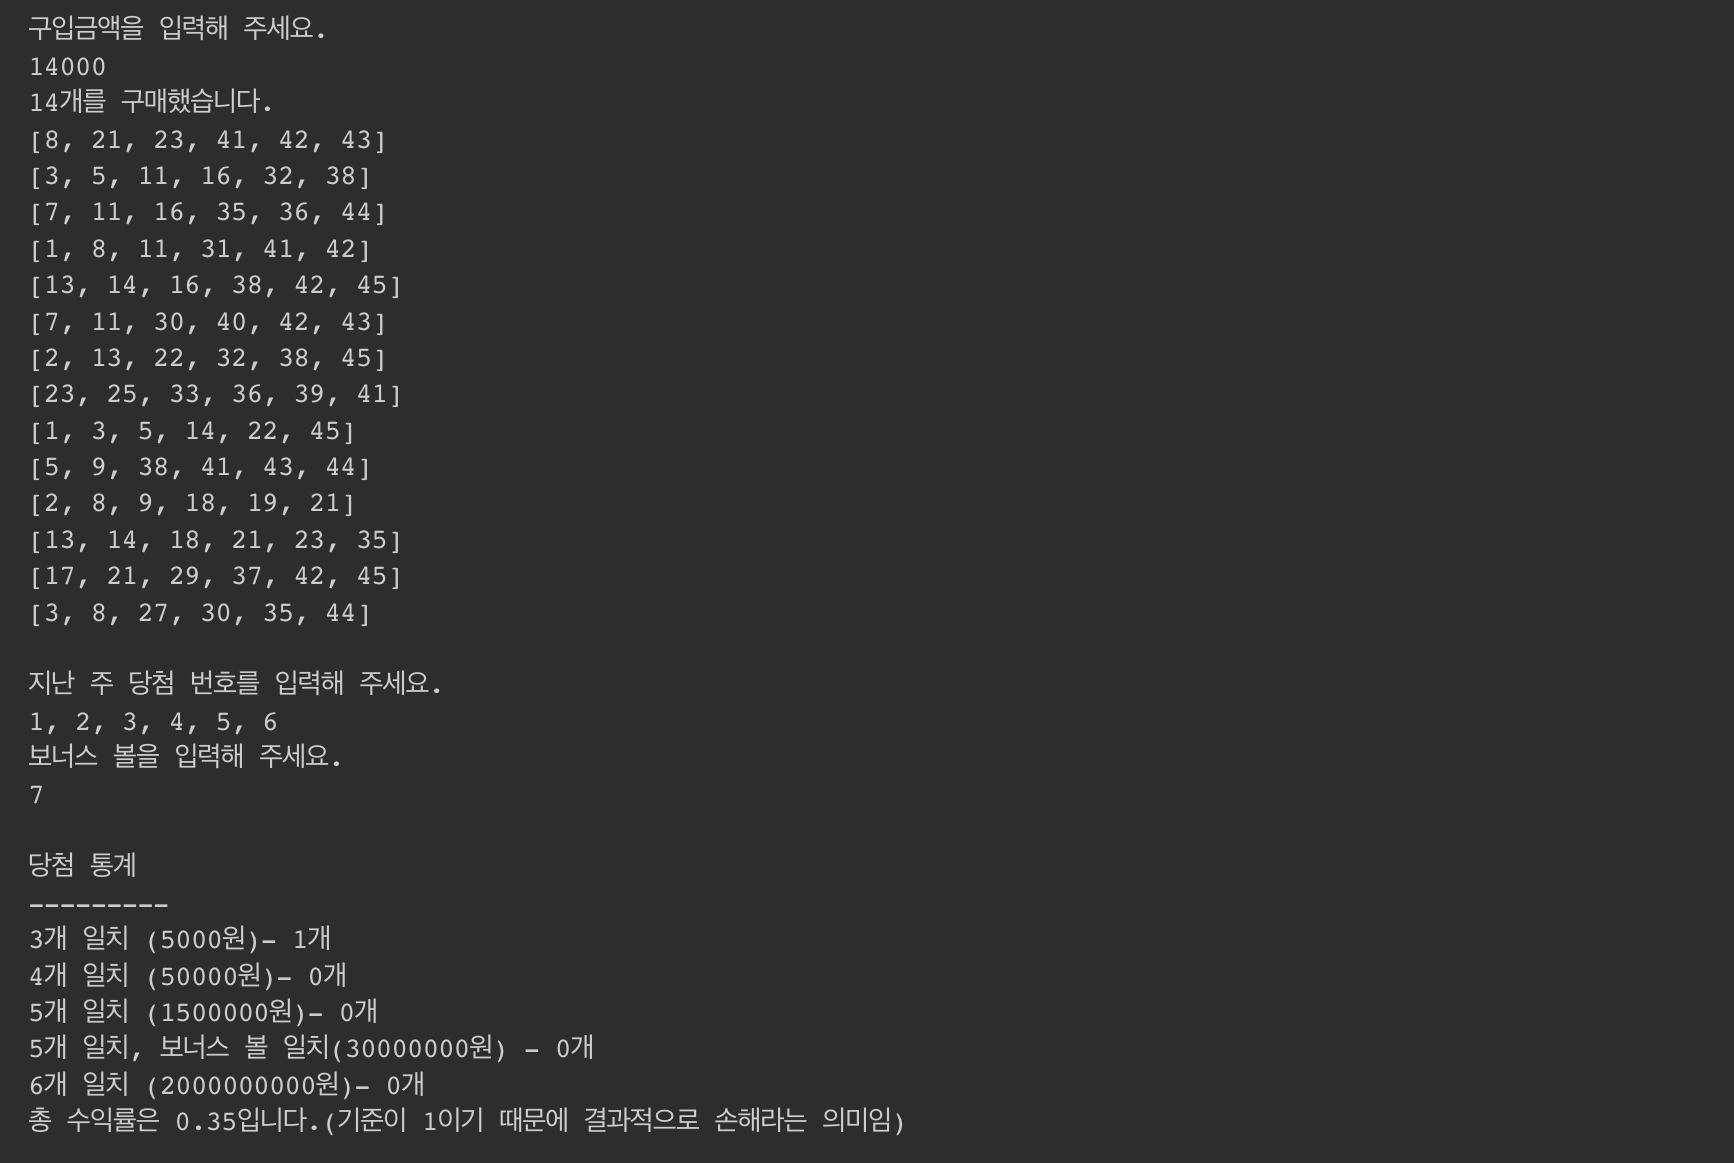 구입금액을 입력해 주세요.
14000
14개를 구매했습니다.
[8, 21, 23, 41, 42, 43]
[3, 5, 11, 16, 32, 38]
[7, 11, 16, 35, 36, 44]
[1, 8, 11, 31, 41, 42]
[13, 14, 16, 38, 42, 45]
[7, 11, 30, 40, 42, 43]
[2, 13, 22, 32, 38, 45]
[23, 25, 33, 36, 39, 41]
[1, 3, 5, 14, 22, 45]
[5, 9, 38, 41, 43, 44]
[2, 8, 9, 18, 19, 21]
[13, 14, 18, 21, 23, 35]
[17, 21, 29, 37, 42, 45]
[3, 8, 27, 30, 35, 44]
지난 주 당첨 번호를 입력해 주세요.
1, 2, 3, 4, 5, 6
보너스 볼을 입력해 주세요.
7
당첨 통계
---------
3개 일치 (5000원)- 1개
4개 일치 (50000원)- 0개
5개 일치 (1500000원)- 0개
5개 일치, 보너스 볼 일치(30000000원) - 0개
6개 일치 (2000000000원)- 0개
총 수익률은 0.35입니다.(기준이 1이기 때문에 결과적으로 손해라는 의미임)